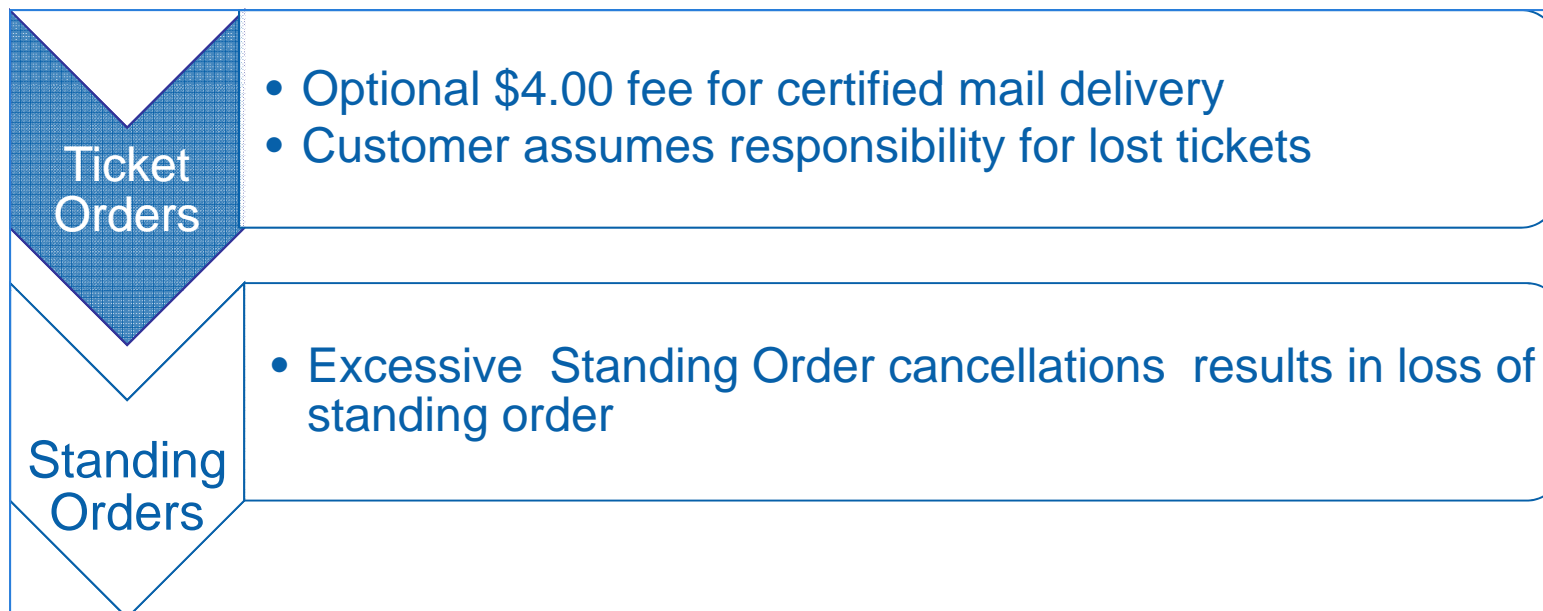 Ticket
Orders
• Optional $4.00 fee for certified mail delivery
• Customer assumes responsibility for lost tickets
Standing
Orders
• Excessive  Standing Order cancellations  results in loss of
standing order